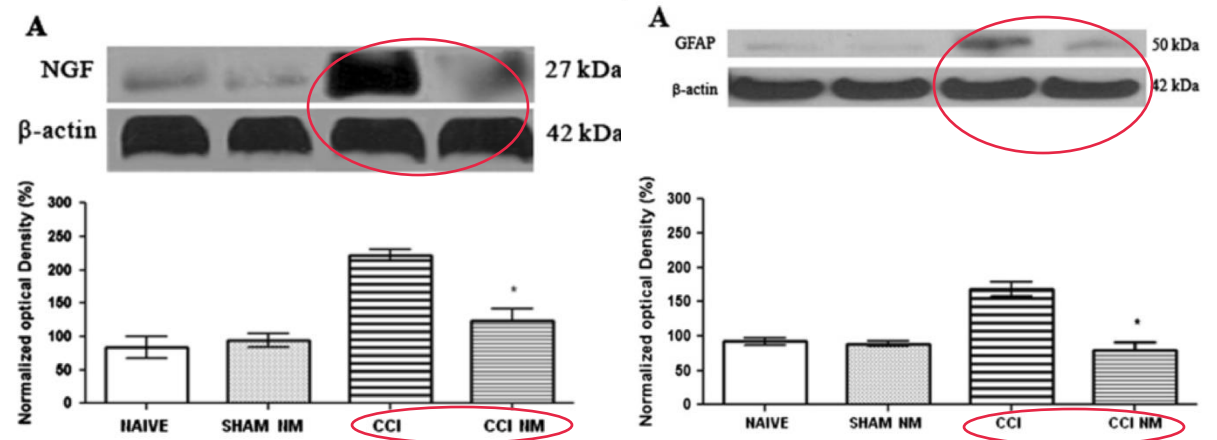 A
NGF
27 kDa
β-actin
42 kDa
Normalized optical Density (%)
300
250
200
150
100
50
0
NAIVE
SHAM NM
CCI
*
CCI NM
A
GFAP
50 kDa
β-actin
42 kDa
Normalized optical Density (%)
300
250
200
150
100
50
0
NAIVE
SHAM NM
CCI
*
CCI NM